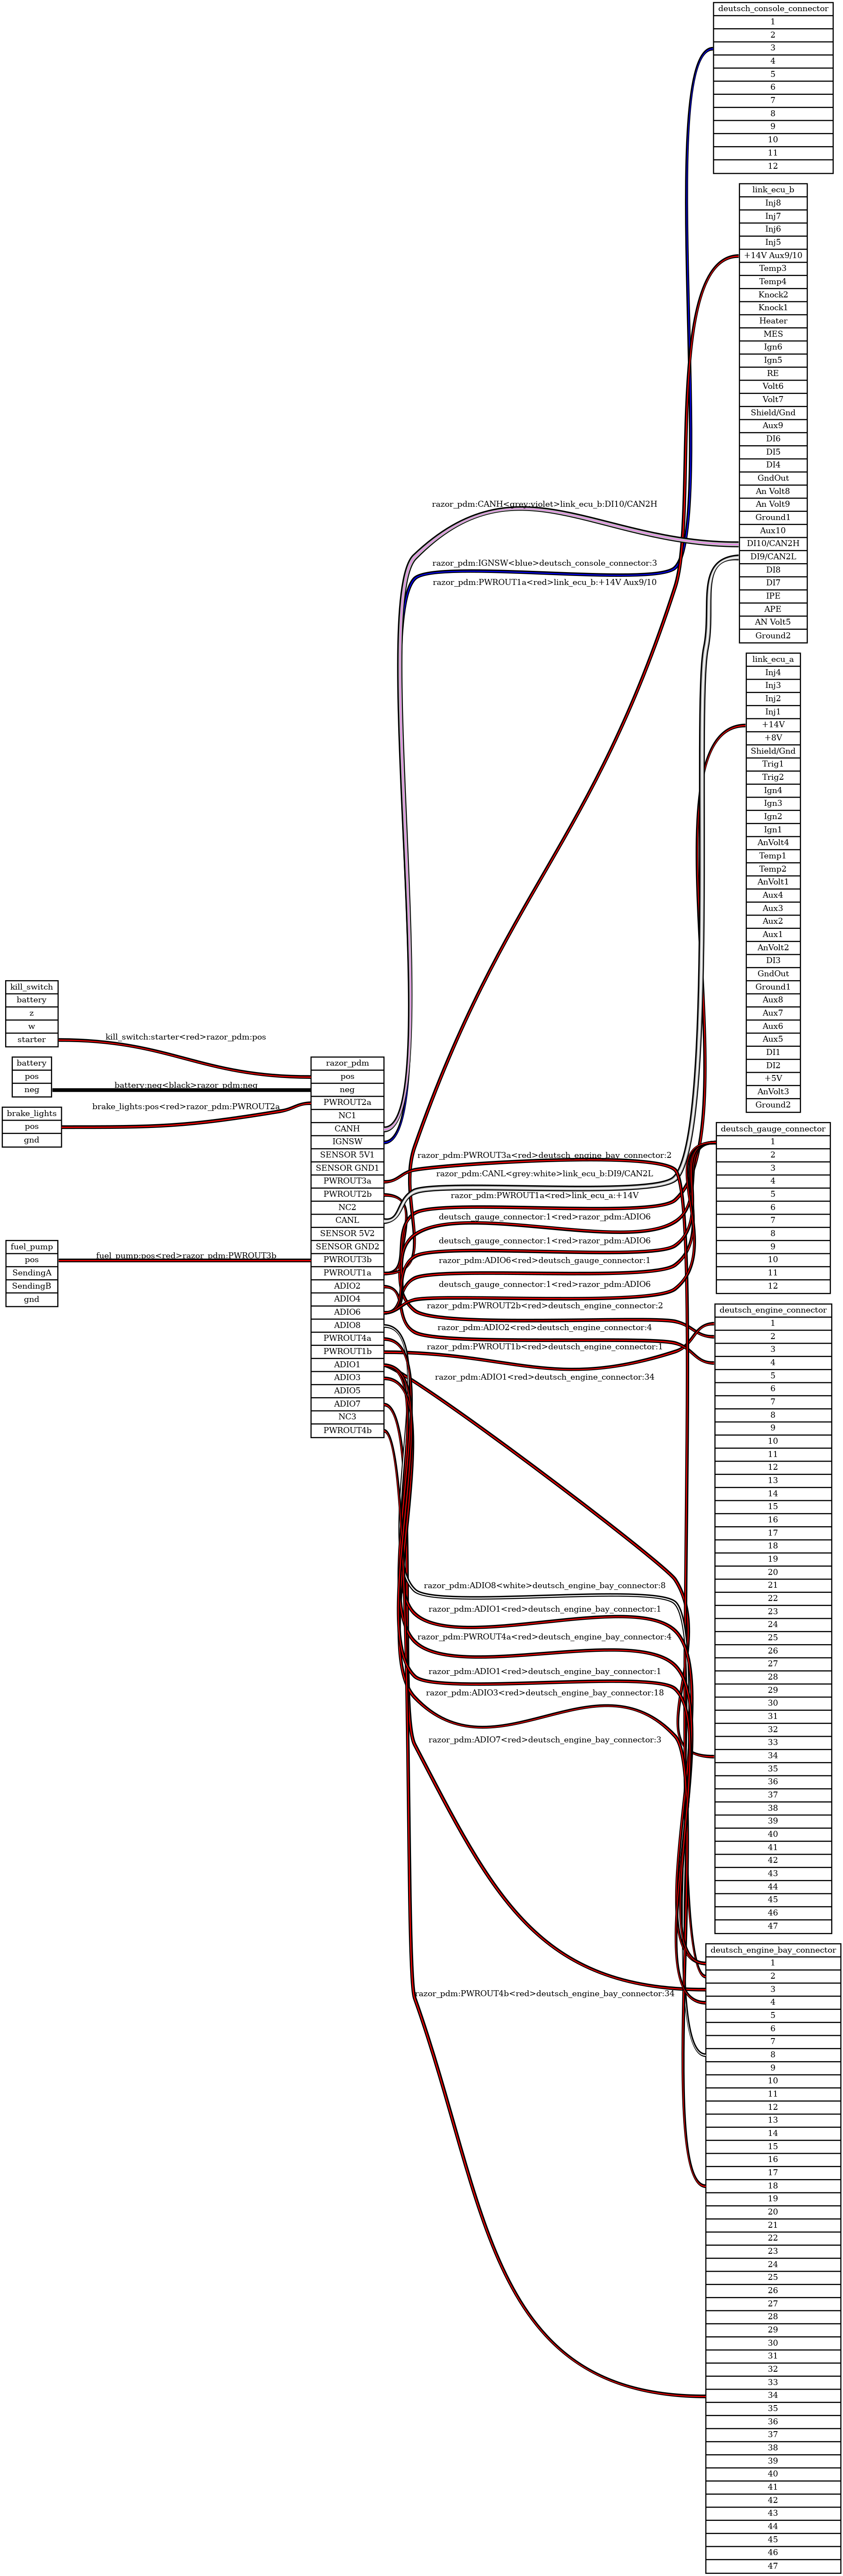 deutsch_console_connector
1
2
3
4
5
6
7
8
9
10
11
12
link_ecu_b
Inj8
Inj7
Inj6
Inj5
+14V Aux9/10
Temp3
Temp4
Knock2
Knock1
Heater
MES
Ign6
Ign5
RE
Volt6
Volt7
Shield/Gnd
Aux9
DI6
DI5
DI4
GndOut
An Volt8
An Volt9
Ground1
Aux10
DI10/CAN2H
DI9/CAN2L
DI8
DI7
IPE
APE
AN Volt5
Ground2
razor_pdm:CANH<grey:violet>link_ecu_b:DI10/CAN2H
razor_pdm:IGNSW<blue>deutsch_console_connector:3
razor_pdm:PWROUT1a<red>link_ecu_b:+14V Aux9/10
link_ecu_a
Inj4
Inj3
Inj2
Inj1
+14V
+8V
Shield/Gnd
Trig1
Trig2
Ign4
Ign3
Ign2
Ign1
AnVolt4
Temp1
Temp2
AnVolt1
Aux4
Aux3
Aux2
Aux1
AnVolt2
DI3
GndOut
Ground1
Aux8
Aux7
Aux6
Aux5
DI1
DI2
+5V
AnVolt3
Ground2
kill_switch
battery
z
w
starter
kill_switch:starter<red>razor_pdm:pos
battery
pos
neg
battery:neg<black>razor_pdm:neg
brake_lights
pos
gnd
brake_lights:pos<red>razor_pdm:PWROUT2a
fuel_pump
pos
SendingA
SendingB
gnd
fuel_pump:pos<red>razor_pdm:PWROUT3b
razor_pdm
pos
neg
PWROUT2a
NC1
CANH
IGNSW
SENSOR 5V1
SENSOR GND1
PWROUT3a
PWROUT2b
NC2
CANL
SENSOR 5V2
SENSOR GND2
PWROUT3b
PWROUT1a
ADIO2
ADIO4
ADIO6
ADIO8
PWROUT4a
PWROUT1b
ADIO1
ADIO3
ADIO5
ADIO7
NC3
PWROUT4b
razor_pdm:PWROUT3a<red>deutsch_engine_bay_connector:2
razor_pdm:CANL<grey:white>link_ecu_b:DI9/CAN2L
razor_pdm:PWROUT1a<red>link_ecu_a:+14V
deutsch_gauge_connector:1<red>razor_pdm:ADIO6
deutsch_gauge_connector:1<red>razor_pdm:ADIO6
razor_pdm:ADIO6<red>deutsch_gauge_connector:1
deutsch_gauge_connector:1<red>razor_pdm:ADIO6
razor_pdm:PWROUT2b<red>deutsch_engine_connector:2
razor_pdm:ADIO2<red>deutsch_engine_connector:4
razor_pdm:PWROUT1b<red>deutsch_engine_connector:1
razor_pdm:ADIO1<red>deutsch_engine_connector:34
razor_pdm:ADIO8<white>deutsch_engine_bay_connector:8
razor_pdm:ADIO1<red>deutsch_engine_bay_connector:1
razor_pdm:PWROUT4a<red>deutsch_engine_bay_connector:4
razor_pdm:ADIO1<red>deutsch_engine_bay_connector:1
razor_pdm:ADIO3<red>deutsch_engine_bay_connector:18
razor_pdm:ADIO7<red>deutsch_engine_bay_connector:3
razor_pdm:PWROUT4b<red>deutsch_engine_bay_connector:34
deutsch_gauge_connector
1
2
3
4
5
6
7
8
9
10
11
12
deutsch_engine_connector
1
2
3
4
5
6
7
8
9
10
11
12
13
14
15
16
17
18
19
20
21
22
23
24
25
26
27
28
29
30
31
32
33
34
35
36
37
38
39
40
41
42
43
44
45
46
47
deutsch_engine_bay_connector
1
2
3
4
5
6
7
8
9
10
11
12
13
14
15
16
17
18
19
20
21
22
23
24
25
26
27
28
29
30
31
32
33
34
35
36
37
38
39
40
41
42
43
44
45
46
47